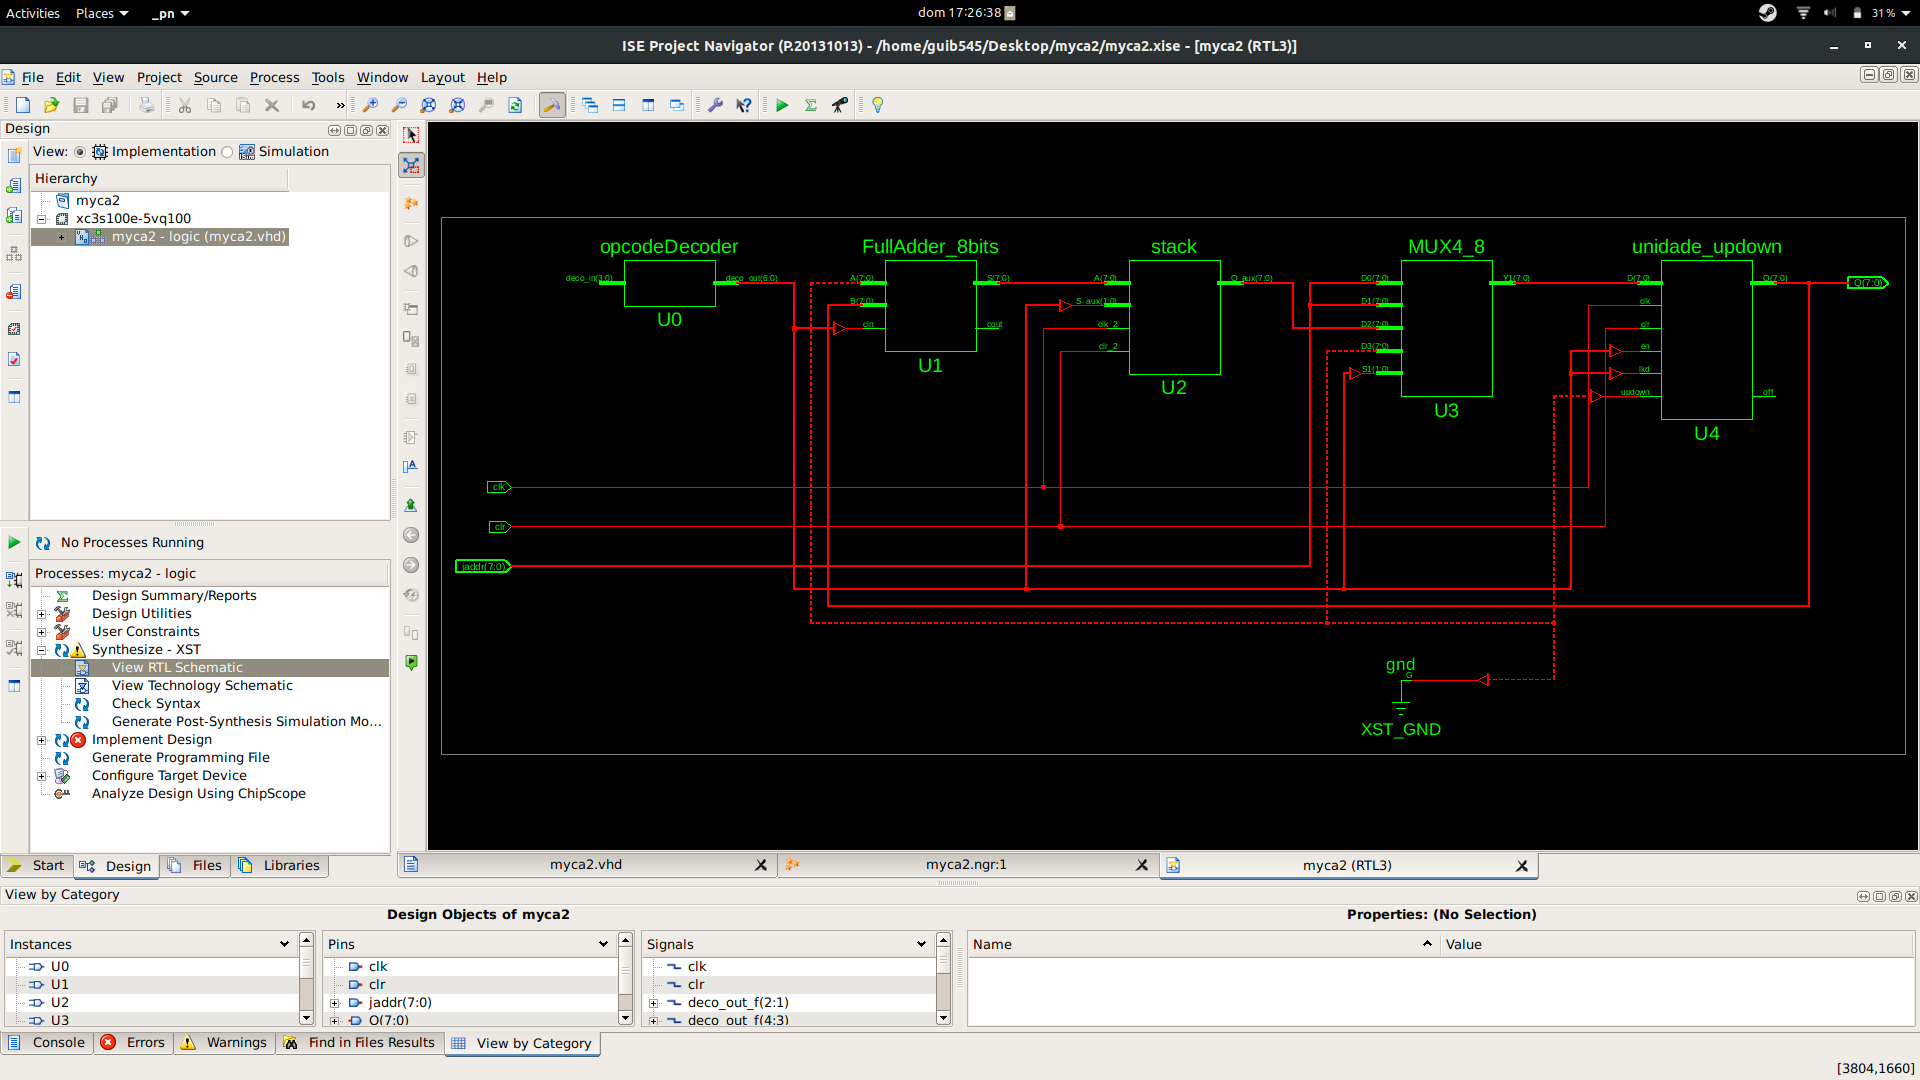 Activities Places _pn dom 17:26:38 31%
ISE Project Navigator (P.20131013) - /home/guib545/Desktop/myca2/myca2.xise - [myca2 (RTL3)]
File Edit View Project Source Process Tools Window Layout Help
»
Design
View: Implementation Simulation
Hierarchy
myca2
xc3s100e-5vq100
myca2 - logic (myca2.vhd)
No Processes Running
Processes: myca2 - logic
Design Summary/Reports
Design Utilities
User Constraints
Synthesize - XST
View RTL Schematic
View Technology Schematic
Check Syntax
Generate Post-Synthesis Simulation Mo...
Implement Design
Generate Programming File
Configure Target Device
Analyze Design Using ChipScope
Start Design Files Libraries
opcodeDecoder
deco_in(3:0) deco_out(6:0)
U0
FullAdder_8bits
A(7:0) S(7:0)
B(7:0)
cin cout
U1
stack
A(7:0) O_aux(7:0)
S_aux(1:0)
clk_2
clr_2
U2
MUX4_8
D0(7:0) Y1(7:0)
D1(7:0)
D2(7:0)
D3(7:0)
S1(1:0)
U3
unidade_updown
D(7:0) O(7:0)
clk
clr
en
lkd
updown off
U4
O(7:0)
clk
clr
jaddr(7:0)
gnd
G
XST_GND
myca2.vhd myca2.ngr:1 myca2 (RTL3)
View by Category
Design Objects of myca2 Properties: (No Selection)
Instances Pins Signals Name Value
U0 clk clk
U1 clr clr
U2 jaddr(7:0) deco_out_f(2:1)
U3 O(7:0) deco_out_f(4:3)
Console Errors Warnings Find in Files Results View by Category
[3804,1660]